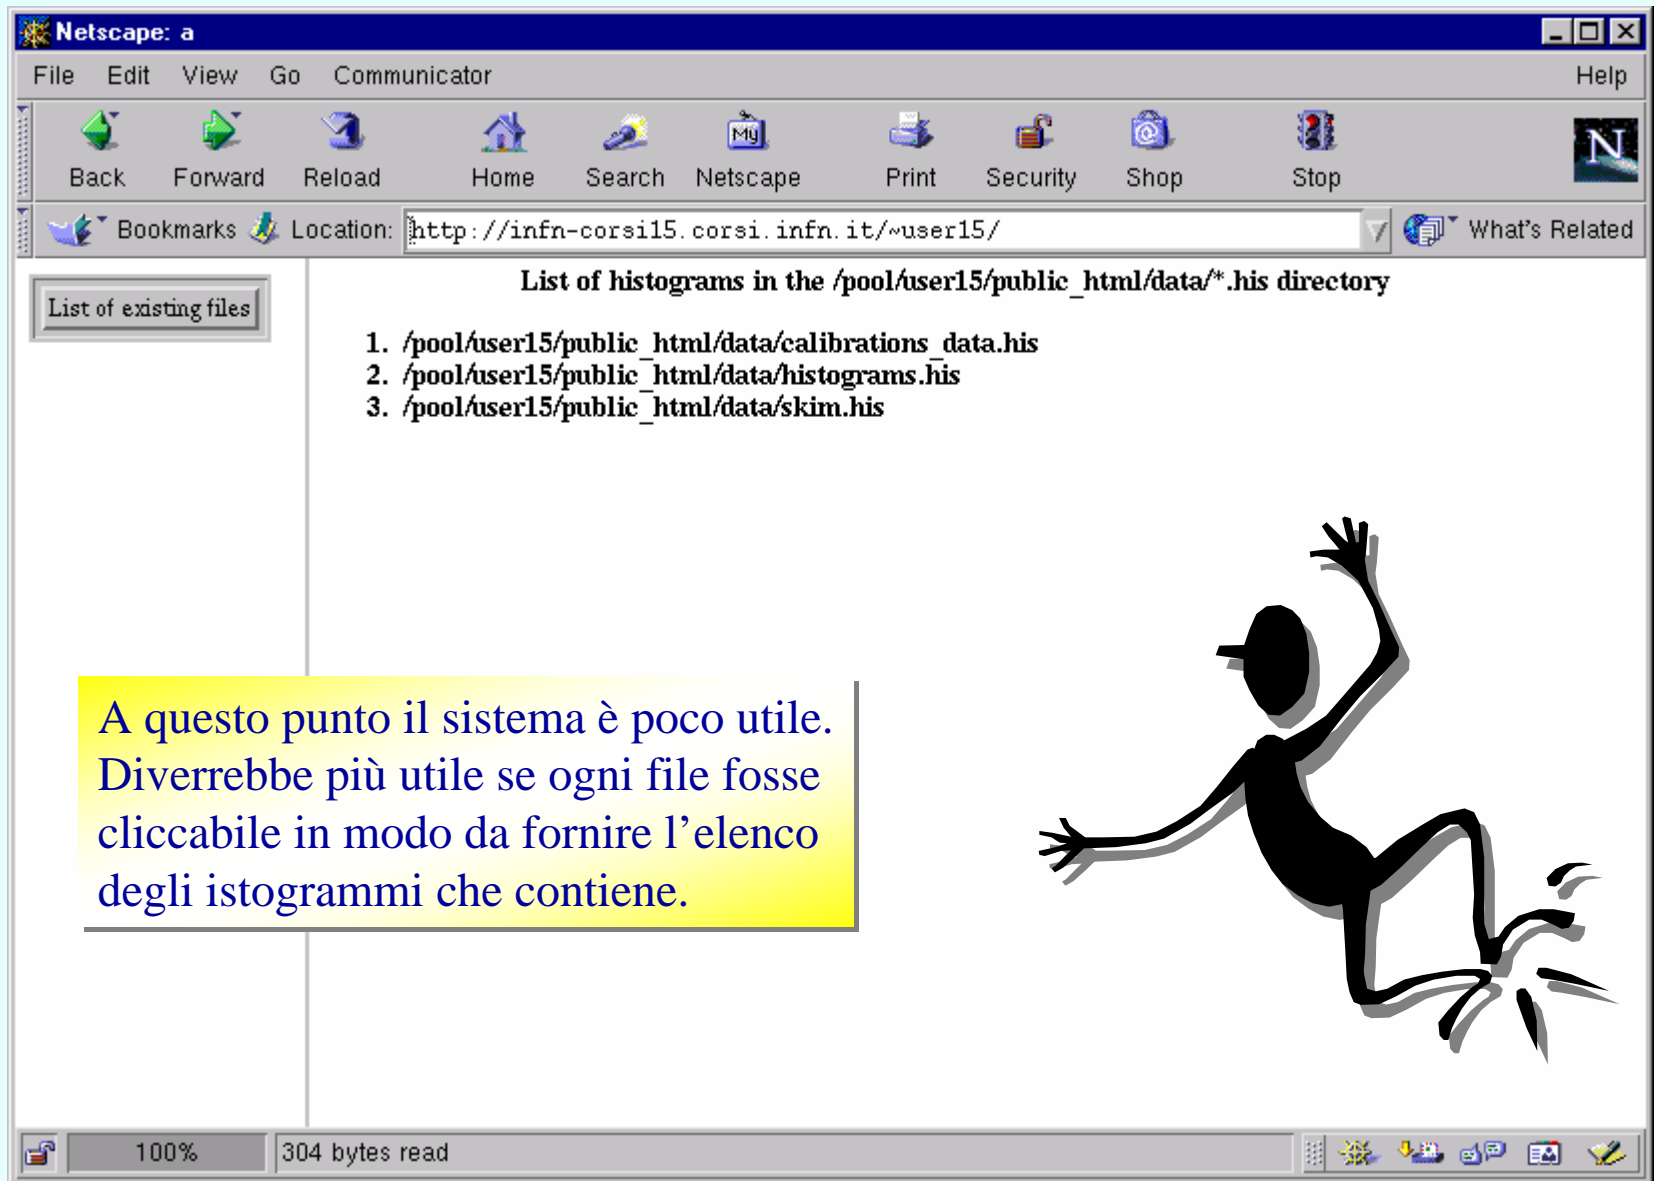 Netscape: a
File Edit View Go Communicator Help
Back Forward Reload Home Search Netscape Print Security Shop Stop
My
N
Bookmarks Location: http://infn-corsi15.corsi.infn.it/~user15/ What's Related
List of existing files
List of histograms in the /pool/user15/public_html/data/*.his directory
1. /pool/user15/public_html/data/calibrations_data.his
2. /pool/user15/public_html/data/histograms.his
3. /pool/user15/public_html/data/skim.his
A questo punto il sistema è poco utile.
Diverrebbe più utile se ogni file fosse
cliccabile in modo da fornire l’elenco
degli istogrammi che contiene.
100% 304 bytes read